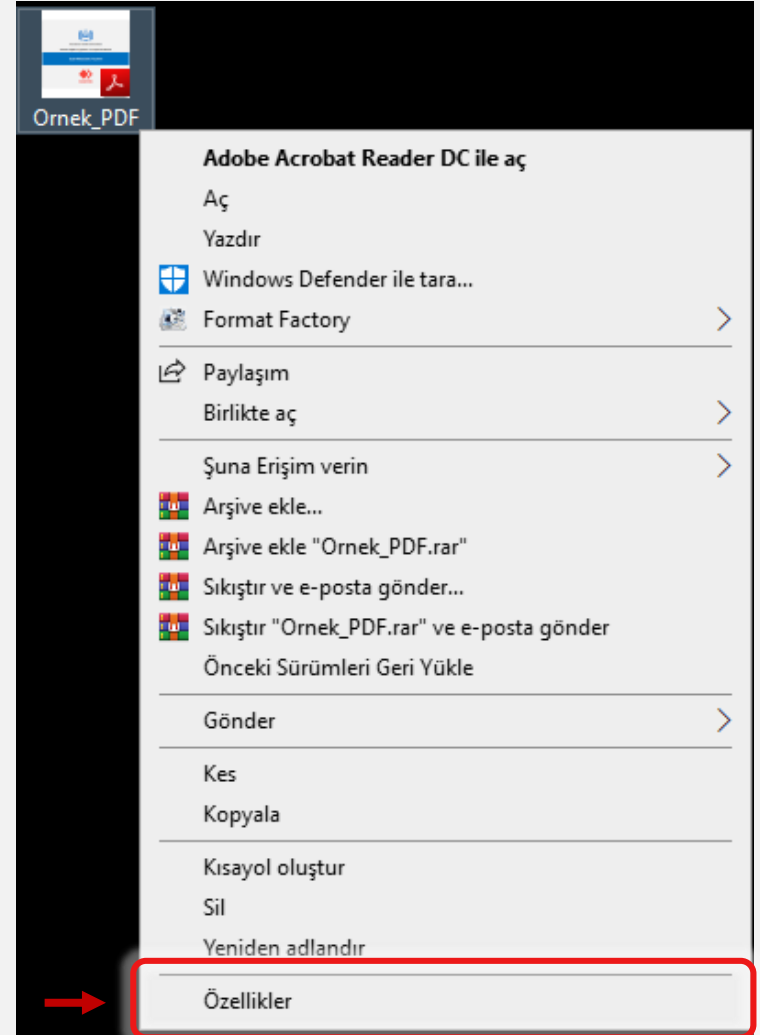 Ornek_PDF
Adobe Acrobat Reader DC ile aç
Aç
Yazdır
Windows Defender ile tara...
Format Factory
Paylaşım
Birlikte aç
Şuna Erişim verin
Arşive ekle...
Arşive ekle "Ornek_PDF.rar"
Sıkıştır ve e-posta gönder...
Sıkıştır "Ornek_PDF.rar" ve e-posta gönder
Önceki Sürümleri Geri Yükle
Gönder
Kes
Kopyala
Kısayol oluştur
Sil
Yeniden adlandır
Özellikler